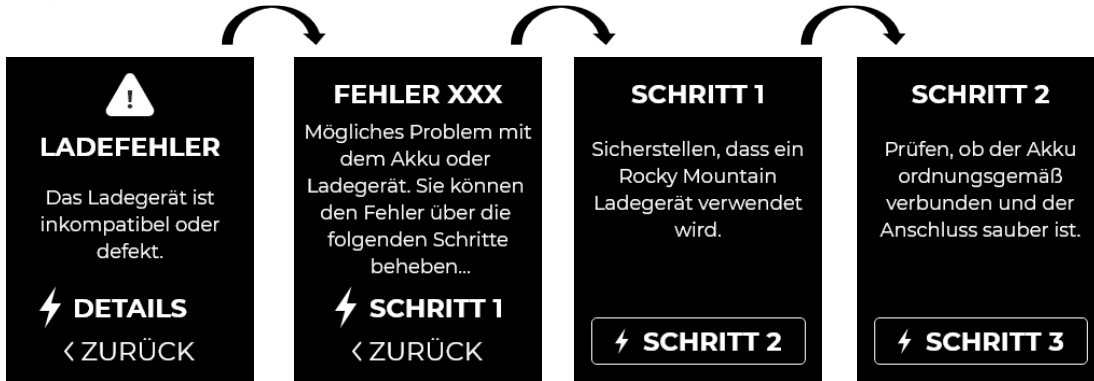 !
LADEFEHLER
Das Ladegerät ist
inkompatibel oder
defekt.
DETAILS
‹ ZURÜCK
FEHLER XXX
Mögliches Problem mit
dem Akku oder
Ladegerät. Sie können
den Fehler über die
folgenden Schritte
beheben...
SCHRITT 1
‹ ZURÜCK
SCHRITT 1
Sicherstellen, dass ein
Rocky Mountain
Ladegerät verwendet
wird.
SCHRITT 2
SCHRITT 2
Prüfen, ob der Akku
ordnungsgemäß
verbunden und der
Anschluss sauber ist.
SCHRITT 3